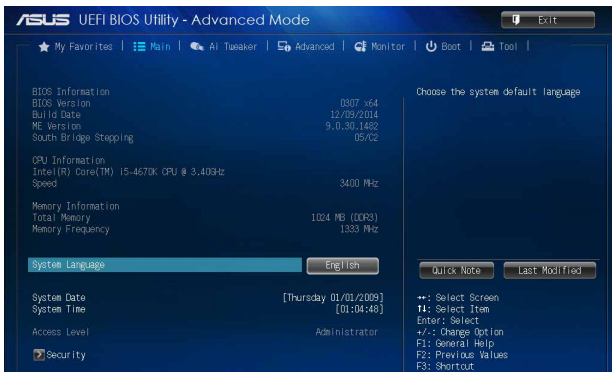 ASUS UEFI BIOS Utility - Advanced Mode
Exit
My Favorites | Main | Ai Tweaker | Advanced | Monitor | Boot | Tool |
BIOS Information
BIOS Version 0307 x64
Build Date 12/09/2014
ME Version 9.0.30.1482
South Bridge Stepping 05/C2
CPU Information
Intel(R) Core(TM) i5-4670K CPU @ 3.40GHz
Speed 3400 MHz
Memory Information
Total Memory 1024 MB (DDR3)
Memory Frequency 1333 MHz
System Language English
System Date [Thursday 01/01/2009]
System Time [01:04:48]
Access Level Administrator
Security
Choose the system default language
Quick Note Last Modified
→←: Select Screen
↑↓: Select Item
Enter: Select
+/-: Change Option
F1: General Help
F2: Previous Values
F3: Shortcut